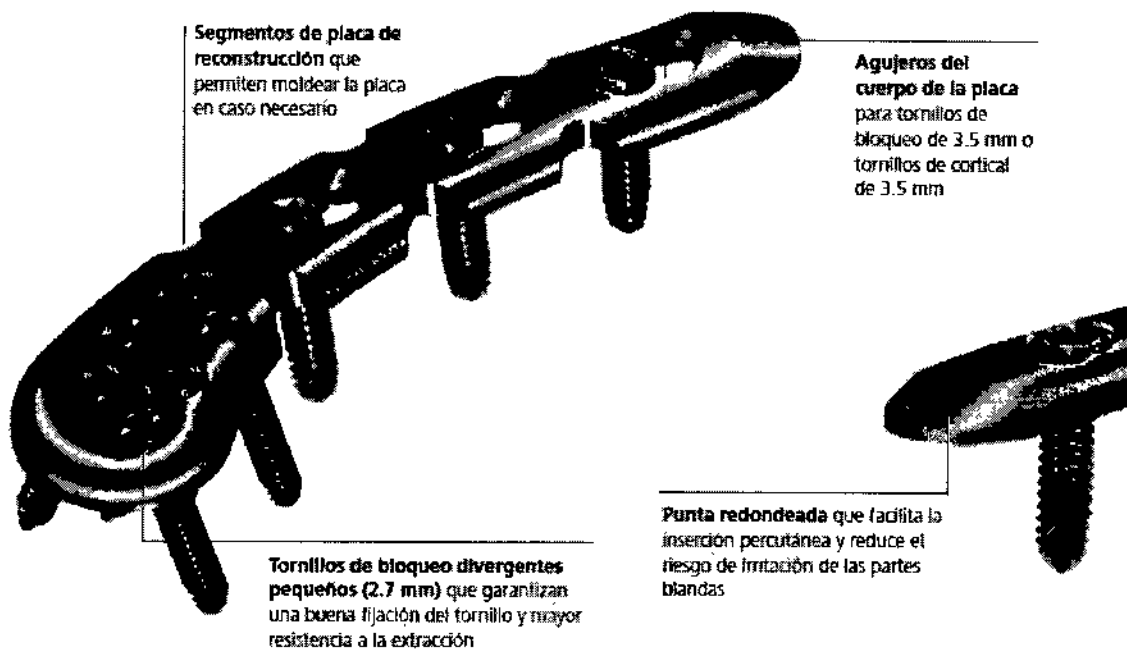 Segmentos de placa de
reconstrucción que
permiten moldear la placa
en caso necesario
Agujeros del
cuerpo de la placa
para tornillos de
bloqueo de 3.5 mm o
tornillos de cortical
de 3.5 mm
Tornillos de bloqueo divergentes
pequeños (2.7 mm) que garantizan
una buena fijación del tornillo y mayor
resistencia a la extracción
Punta redondeada que facilita la
inserción percutánea y reduce el
riesgo de irritación de las partes
blandas